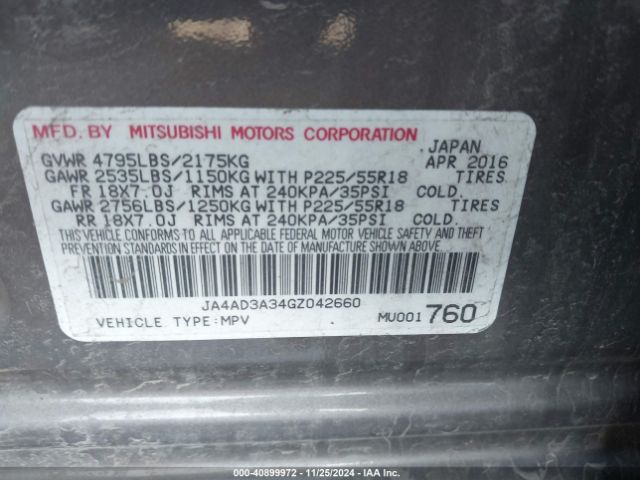 MFD. BY MITSUBISHI MOTORS CORPORATION
JAPAN
GVWR 4795LBS/2175KG APR 2016
GAWR 2535LBS/1150KG WITH P225/55R18 TIRES
FR 18X7.0J RIMS AT 240KPA/35PSI COLD.
GAWR 2756LBS/1250KG WITH P225/55R18 TIRES
RR 18X7.0J RIMS AT 240KPA/35PSI COLD.
THIS VEHICLE CONFORMS TO ALL APPLICABLE FEDERAL MOTOR VEHICLE SAFETY AND THEFT
PREVENTION STANDARDS IN EFFECT ON THE DATE OF MANUFACTURE SHOWN ABOVE.
JA4AD3A34GZ042660
VEHICLE TYPE:MPV MU001 760
000-40899972 - 11/25/2024 - IAA Inc.